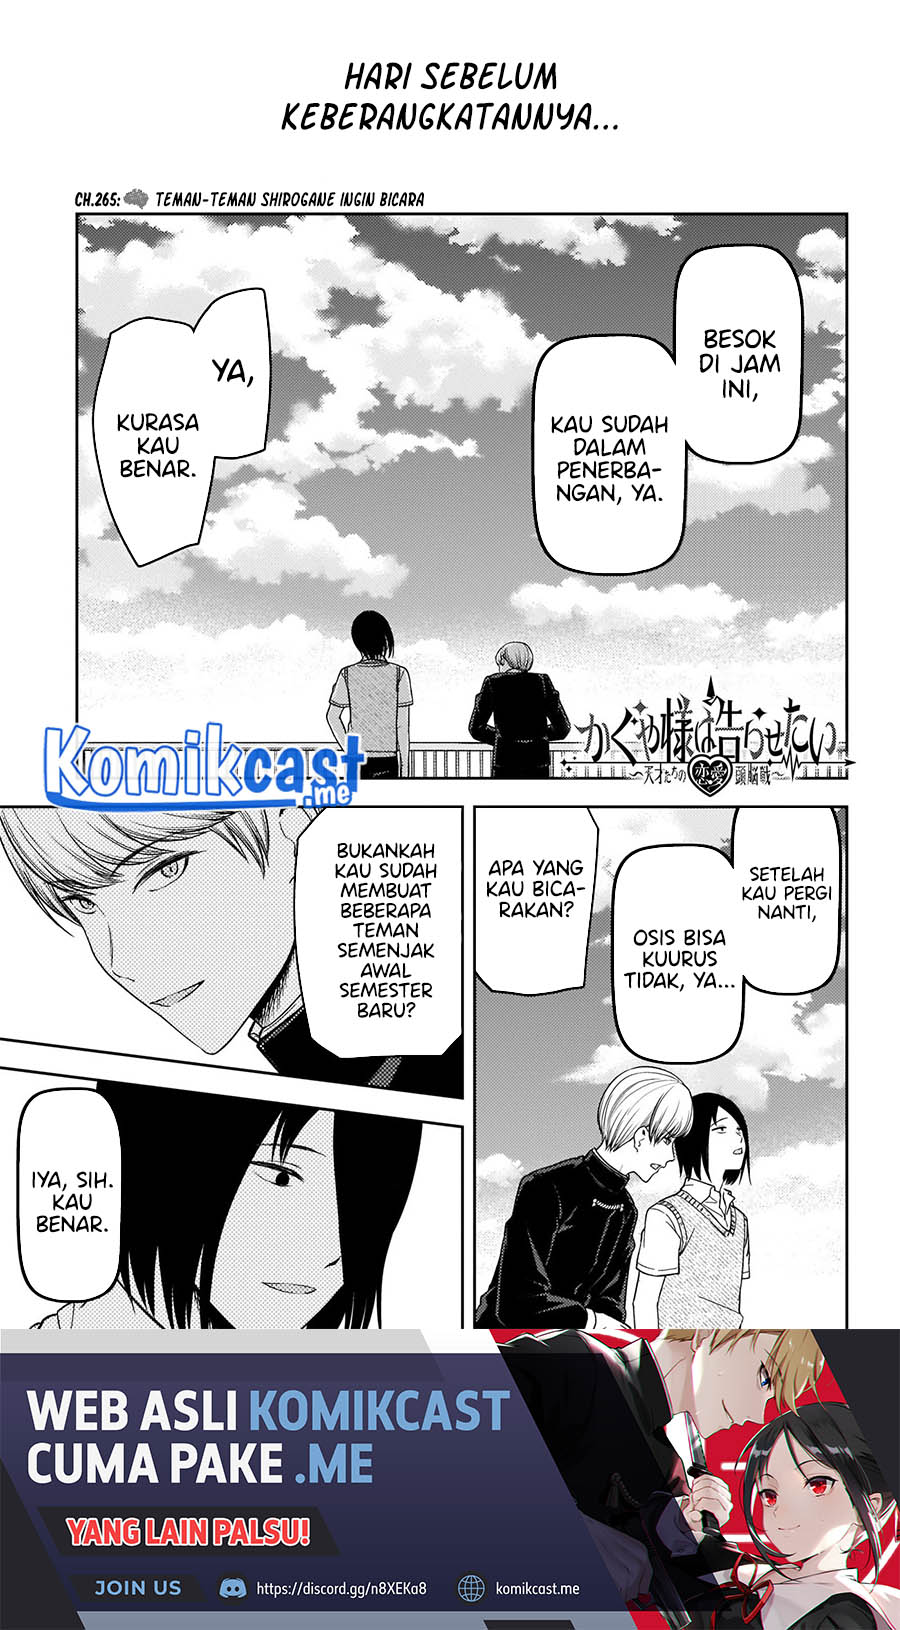 HARI SEBELUM
KEBERANGKATANNYA...
CH.265: TEMAN-TEMAN SHIROGANE INGIN BICARA
BESOK
DI JAM
INI,
KAU SUDAH
DALAM
PENERBA-
NGAN, YA.
YA,
KURASA
KAU
BENAR.
かぐや様は告らせたい
〜天才たちの恋愛頭脳戦〜
Komikcast
.me
SETELAH
KAU PERGI
NANTI,
OSIS BISA
KUURUS
TIDAK, YA...
APA YANG
KAU BICA-
RAKAN?
BUKANKAH
KAU SUDAH
MEMBUAT
BEBERAPA
TEMAN
SEMENJAK
AWAL
SEMESTER
BARU?
IYA, SIH.
KAU
BENAR.
WEB ASLI KOMIKCAST
CUMA PAKE .ME
YANG LAIN PALSU!
JOIN US https://discord.gg/n8XEKa8 komikcast.me